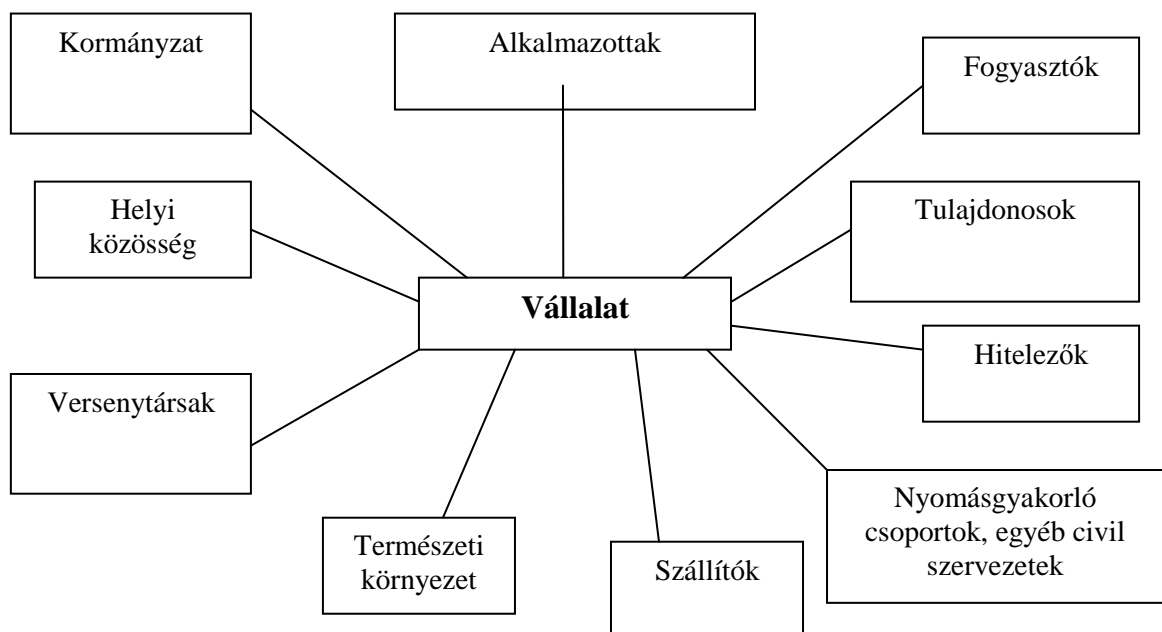 Kormányzat
Alkalmazottak
Fogyasztók
Helyi
közösség
Tulajdonosok
Vállalat
Hitelezők
Versenytársak
Nyomásgyakorló
csoportok, egyéb civil
szervezetek
Természeti
környezet
Szállítók